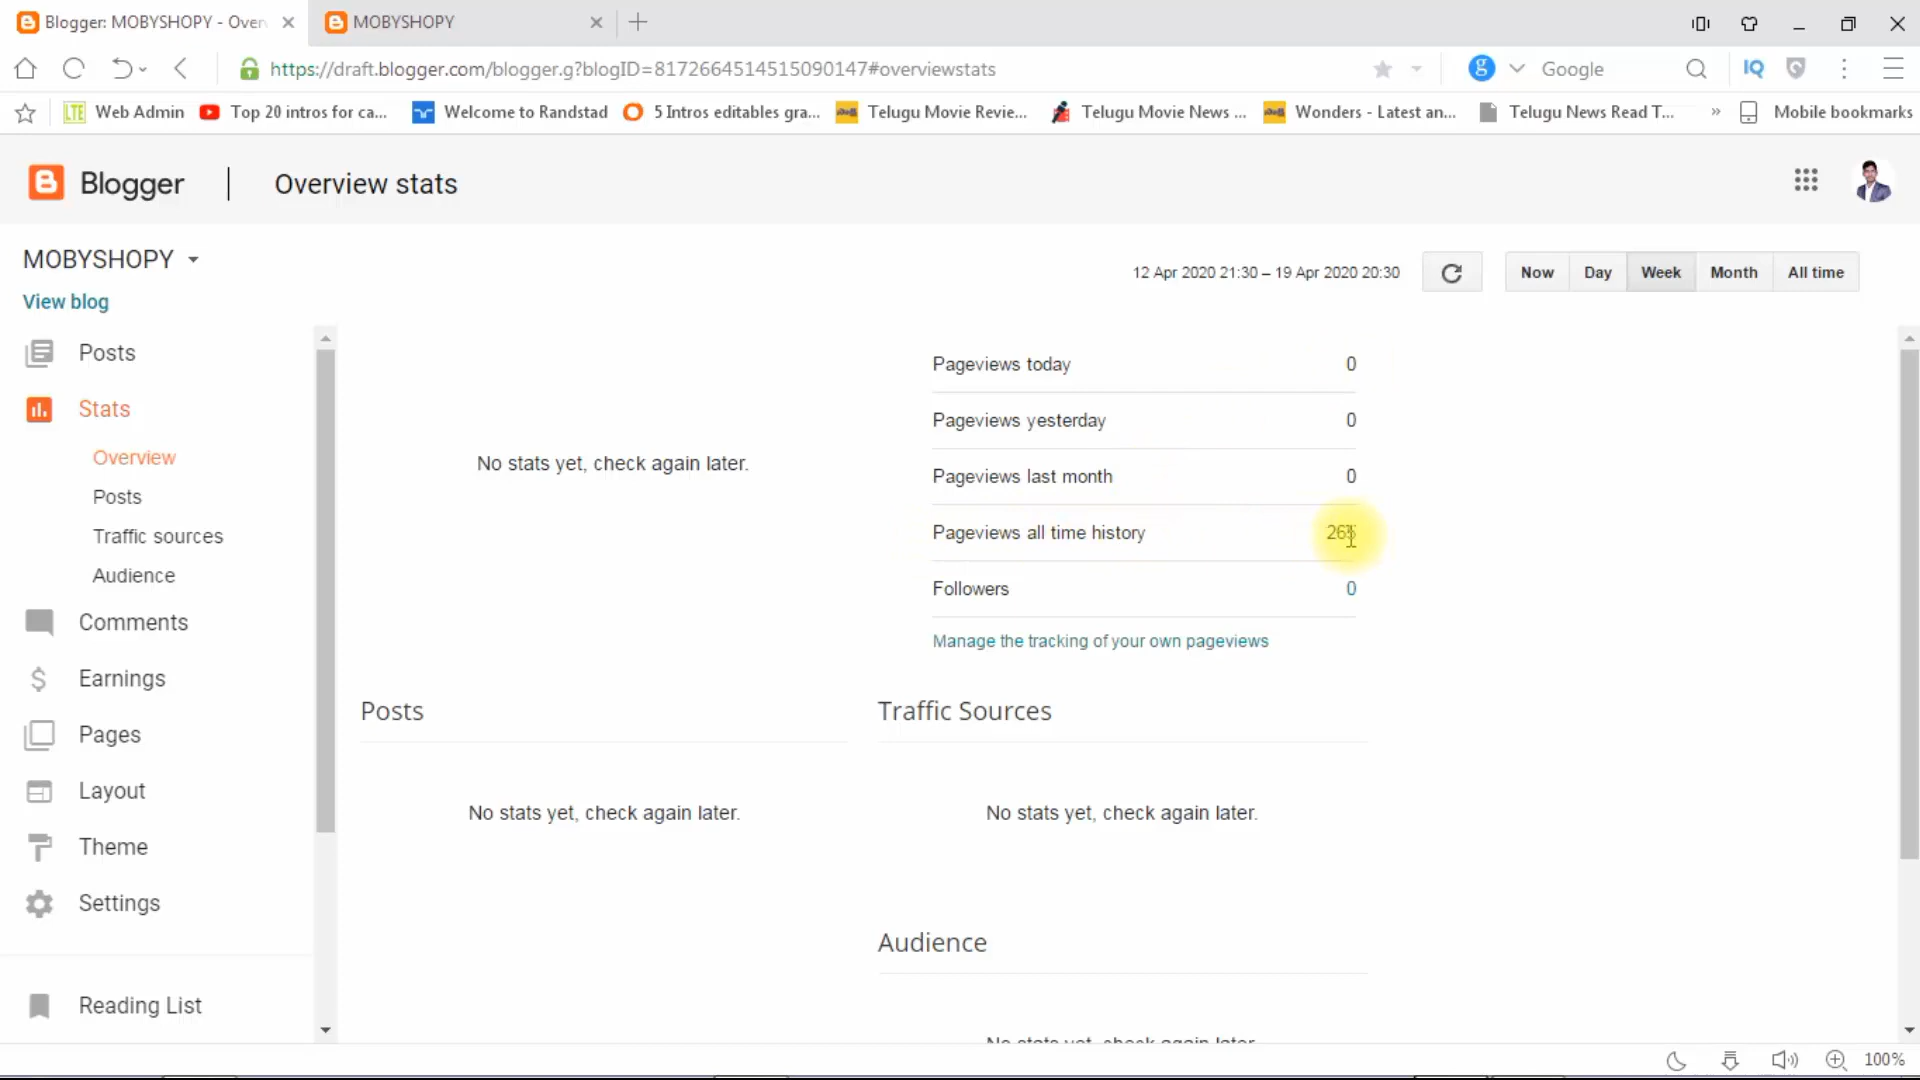 Blogger: MOBYSHOPY - Over
MOBYSHOPY
https://draft.blogger.com/blogger.g?blogID=8172664514515090147#overviewstats
Google
IQ
Web Admin
Top 20 intros for ca...
Welcome to Randstad
5 Intros editables gra...
Telugu Movie Revie...
Telugu Movie News ...
Wonders - Latest an...
Telugu News Read T...
Mobile bookmarks
Blogger
Overview stats
MOBYSHOPY
View blog
12 Apr 2020 21:30 – 19 Apr 2020 20:30
Now
Day
Week
Month
All time
Posts
Stats
Overview
Posts
Traffic sources
Audience
Comments
Earnings
Pages
Layout
Theme
Settings
Reading List
No stats yet, check again later.
Pageviews today 0
Pageviews yesterday 0
Pageviews last month 0
Pageviews all time history
Followers 0
Manage the tracking of your own pageviews
Posts
No stats yet, check again later.
Traffic Sources
No stats yet, check again later.
Audience
No stats yet, check again later.
100%